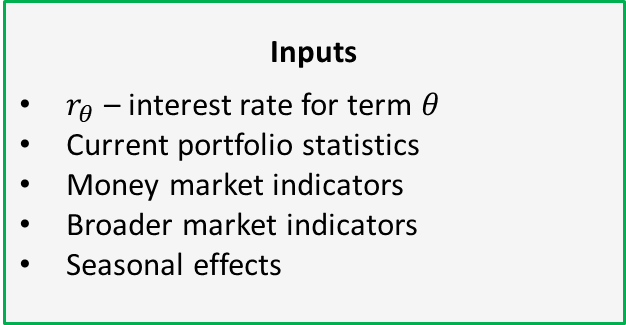 Inputs
• r_θ – interest rate for term θ
• Current portfolio statistics
• Money market indicators
• Broader market indicators
• Seasonal effects